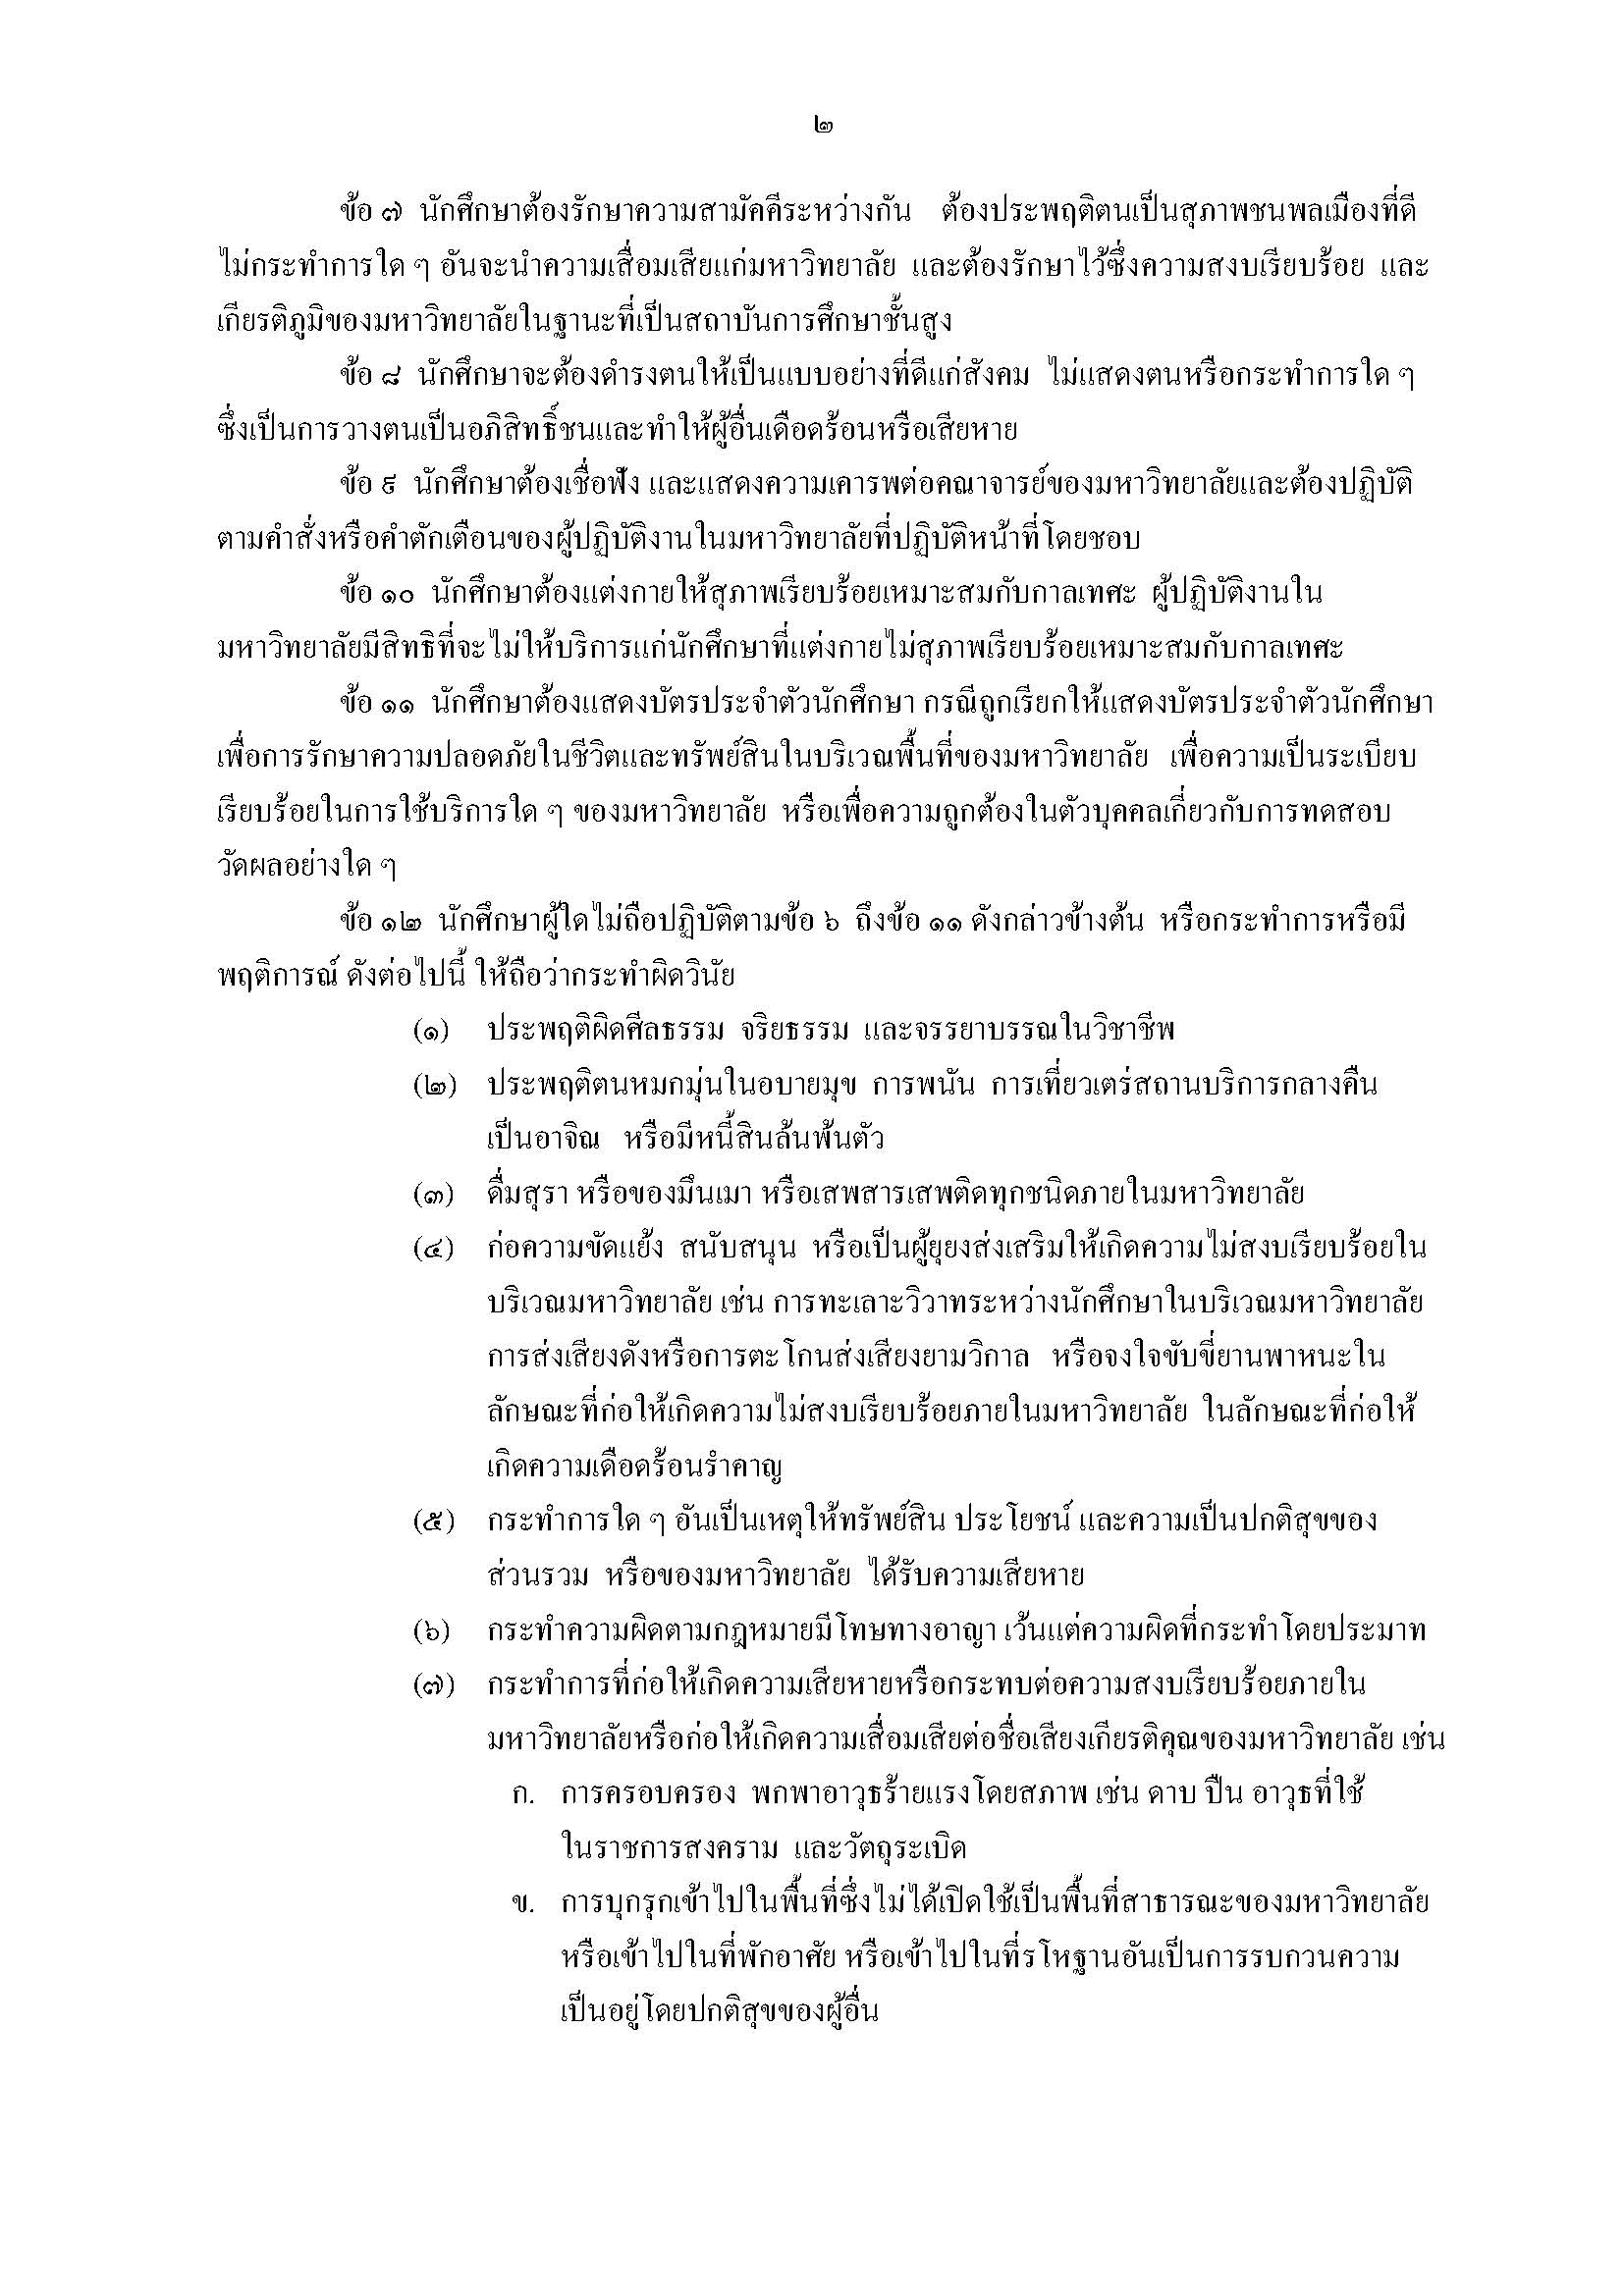 ๒
ข้อ ๗ นักศึกษาต้องรักษาความสามัคคีระหว่างกัน ต้องประพฤติตนเป็นสุภาพชนพลเมืองที่ดี
ไม่กระทำการใด ๆ อันจะนำความเสื่อมเสียแก่มหาวิทยาลัย และต้องรักษาไว้ซึ่งความสงบเรียบร้อย และ
เกียรติภูมิของมหาวิทยาลัยในฐานะที่เป็นสถาบันการศึกษาชั้นสูง
ข้อ ๘ นักศึกษาจะต้องดำรงตนให้เป็นแบบอย่างที่ดีแก่สังคม ไม่แสดงตนหรือกระทำการใด ๆ
ซึ่งเป็นการวางตนเป็นอภิสิทธิ์ชนและทำให้ผู้อื่นเดือดร้อนหรือเสียหาย
ข้อ ๙ นักศึกษาต้องเชื่อฟัง และแสดงความเคารพต่อคณาจารย์ของมหาวิทยาลัยและต้องปฏิบัติ
ตามคำสั่งหรือคำตักเตือนของผู้ปฏิบัติงานในมหาวิทยาลัยที่ปฏิบัติหน้าที่โดยชอบ
ข้อ ๑๐ นักศึกษาต้องแต่งกายให้สุภาพเรียบร้อยเหมาะสมกับกาลเทศะ ผู้ปฏิบัติงานใน
มหาวิทยาลัยมีสิทธิที่จะไม่ให้บริการแก่นักศึกษาที่แต่งกายไม่สุภาพเรียบร้อยเหมาะสมกับกาลเทศะ
ข้อ ๑๑ นักศึกษาต้องแสดงบัตรประจำตัวนักศึกษา กรณีถูกเรียกให้แสดงบัตรประจำตัวนักศึกษา
เพื่อการรักษาความปลอดภัยในชีวิตและทรัพย์สินในบริเวณพื้นที่ของมหาวิทยาลัย เพื่อความเป็นระเบียบ
เรียบร้อยในการใช้บริการใด ๆ ของมหาวิทยาลัย หรือเพื่อความถูกต้องในตัวบุคคลเกี่ยวกับการทดสอบ
วัดผลอย่างใด ๆ
ข้อ ๑๒ นักศึกษาผู้ใดไม่ถือปฏิบัติตามข้อ ๖ ถึงข้อ ๑๑ ดังกล่าวข้างต้น หรือกระทำการหรือมี
พฤติการณ์ ดังต่อไปนี้ ให้ถือว่ากระทำผิดวินัย
(๑) ประพฤติผิดศีลธรรม จริยธรรม และจรรยาบรรณในวิชาชีพ
(๒) ประพฤติตนหมกมุ่นในอบายมุข การพนัน การเที่ยวเตร่สถานบริการกลางคืน
เป็นอาจิณ หรือมีหนี้สินล้นพ้นตัว
(๓) ดื่มสุรา หรือของมึนเมา หรือเสพสารเสพติดทุกชนิดภายในมหาวิทยาลัย
(๔) ก่อความขัดแย้ง สนับสนุน หรือเป็นผู้ยุยงส่งเสริมให้เกิดความไม่สงบเรียบร้อยใน
บริเวณมหาวิทยาลัย เช่น การทะเลาะวิวาทระหว่างนักศึกษาในบริเวณมหาวิทยาลัย
การส่งเสียงดังหรือการตะโกนส่งเสียงยามวิกาล หรือจงใจขับขี่ยานพาหนะใน
ลักษณะที่ก่อให้เกิดความไม่สงบเรียบร้อยภายในมหาวิทยาลัย ในลักษณะที่ก่อให้
เกิดความเดือดร้อนรำคาญ
(๕) กระทำการใด ๆ อันเป็นเหตุให้ทรัพย์สิน ประโยชน์ และความเป็นปกติสุขของ
ส่วนรวม หรือของมหาวิทยาลัย ได้รับความเสียหาย
(๖) กระทำความผิดตามกฎหมายมีโทษทางอาญา เว้นแต่ความผิดที่กระทำโดยประมาท
(๗) กระทำการที่ก่อให้เกิดความเสียหายหรือกระทบต่อความสงบเรียบร้อยภายใน
มหาวิทยาลัยหรือก่อให้เกิดความเสื่อมเสียต่อชื่อเสียงเกียรติคุณของมหาวิทยาลัย เช่น
ก. การครอบครอง พกพาอาวุธร้ายแรงโดยสภาพ เช่น ดาบ ปืน อาวุธที่ใช้
ในราชการสงคราม และวัตถุระเบิด
ข. การบุกรุกเข้าไปในพื้นที่ซึ่งไม่ได้เปิดใช้เป็นพื้นที่สาธารณะของมหาวิทยาลัย
หรือเข้าไปในที่พักอาศัย หรือเข้าไปในที่รโหฐานอันเป็นการรบกวนความ
เป็นอยู่โดยปกติสุขของผู้อื่น